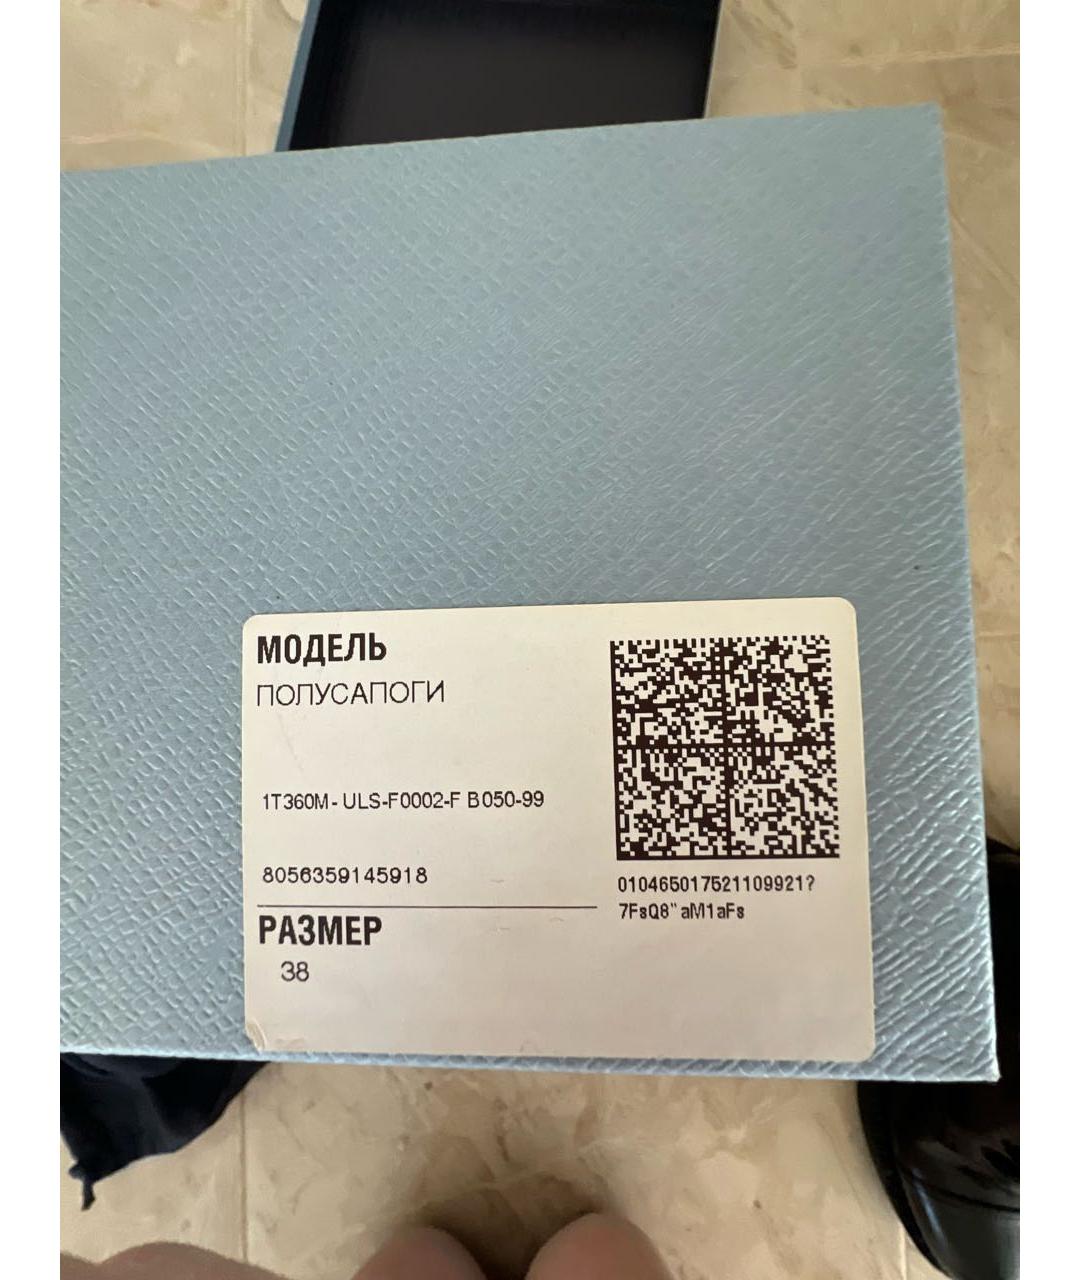 МОДЕЛЬ
ПОЛУСАПОГИ
1T360M - ULS-F0002-F B050-99
8056359145918
РАЗМЕР
38
010465017521109921?
7FsQ8" aM1aFs